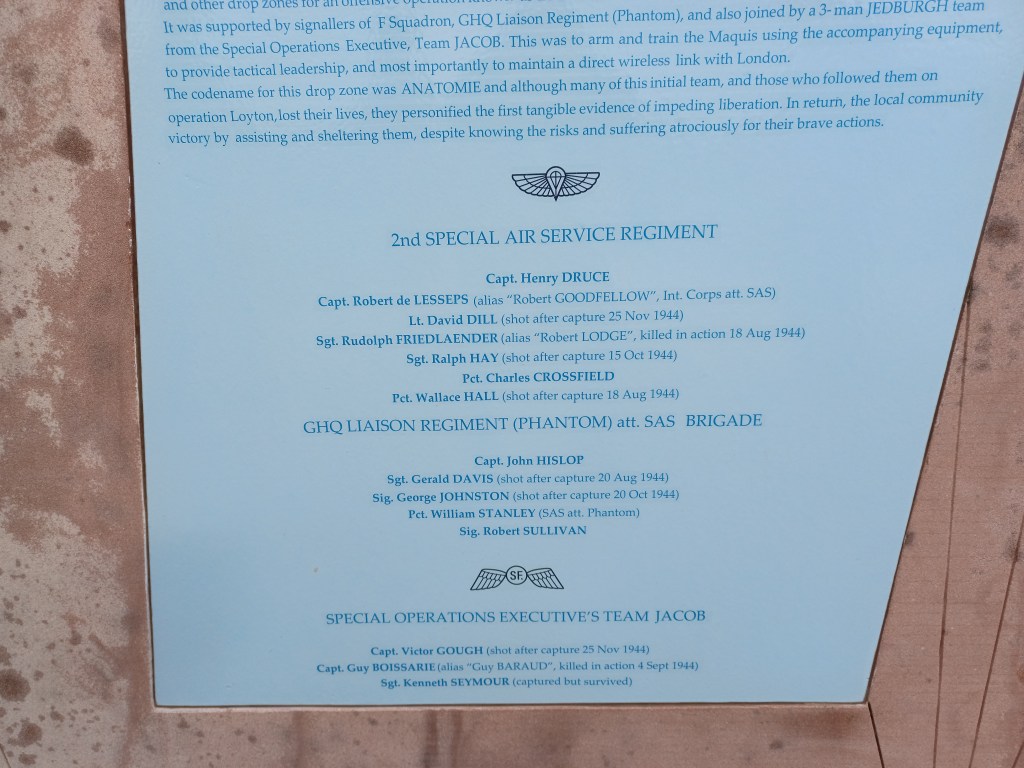 and other drop zones for an offensive operation known
It was supported by signallers of F Squadron, GHQ Liaison Regiment (Phantom), and also joined by a 3-man JEDBURGH team
from the Special Operations Executive, Team JACOB. This was to arm and train the Maquis using the accompanying equipment,
to provide tactical leadership, and most importantly to maintain a direct wireless link with London.
The codename for this drop zone was ANATOMIE and although many of this initial team, and those who followed them on
operation Loyton, lost their lives, they personified the first tangible evidence of impeding liberation. In return, the local community
victory by assisting and sheltering them, despite knowing the risks and suffering atrociously for their brave actions.
2nd SPECIAL AIR SERVICE REGIMENT
Capt. Henry DRUCE
Capt. Robert de LESSEPS (alias “Robert GOODFELLOW”, Int. Corps att. SAS)
Lt. David DILL (shot after capture 25 Nov 1944)
Sgt. Rudolph FRIEDLAENDER (alias “Robert LODGE”, killed in action 18 Aug 1944)
Sgt. Ralph HAY (shot after capture 15 Oct 1944)
Pct. Charles CROSSFIELD
Pct. Wallace HALL (shot after capture 18 Aug 1944)
GHQ LIAISON REGIMENT (PHANTOM) att. SAS BRIGADE
Capt. John HISLOP
Sgt. Gerald DAVIS (shot after capture 20 Aug 1944)
Sig. George JOHNSTON (shot after capture 20 Oct 1944)
Pct. William STANLEY (SAS att. Phantom)
Sig. Robert SULLIVAN
SF
SPECIAL OPERATIONS EXECUTIVE'S TEAM JACOB
Capt. Victor GOUGH (shot after capture 25 Nov 1944)
Capt. Guy BOISSARIE (alias “Guy BARAUD”, killed in action 4 Sept 1944)
Sgt. Kenneth SEYMOUR (captured but survived)